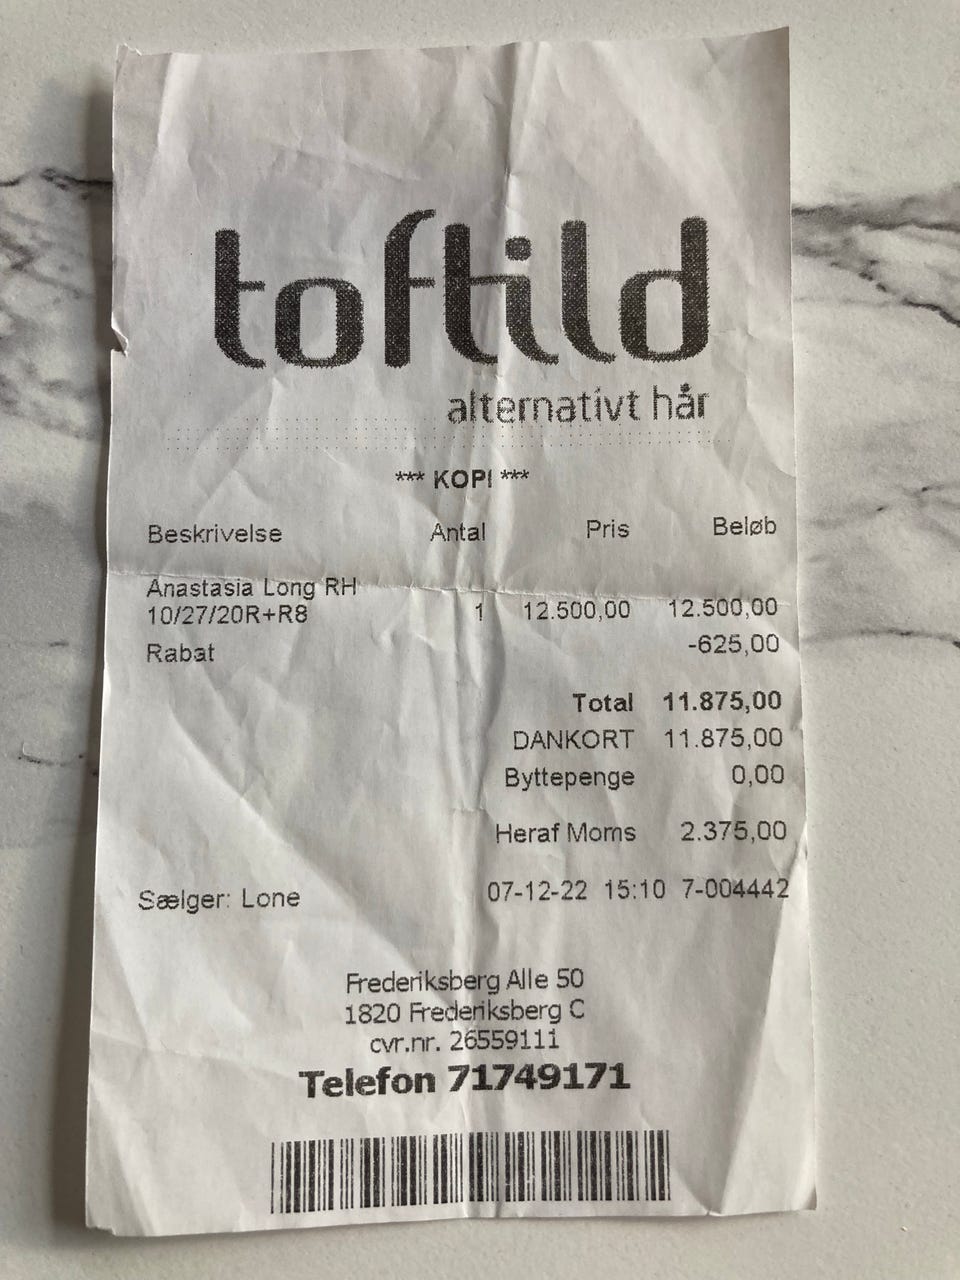 toftild
alternativt hår
*** KOPI ***
Beskrivelse Antal Pris Beløb
Anastasia Long RH
10/27/20R+R8 1 12.500,00 12.500,00
Rabat -625,00
Total 11.875,00
DANKORT 11.875,00
Byttepenge 0,00
Heraf Moms 2.375,00
Sælger: Lone 07-12-22 15:10 7-004442
Frederiksberg Alle 50
1820 Frederiksberg C
cvr.nr. 26559111
Telefon 71749171